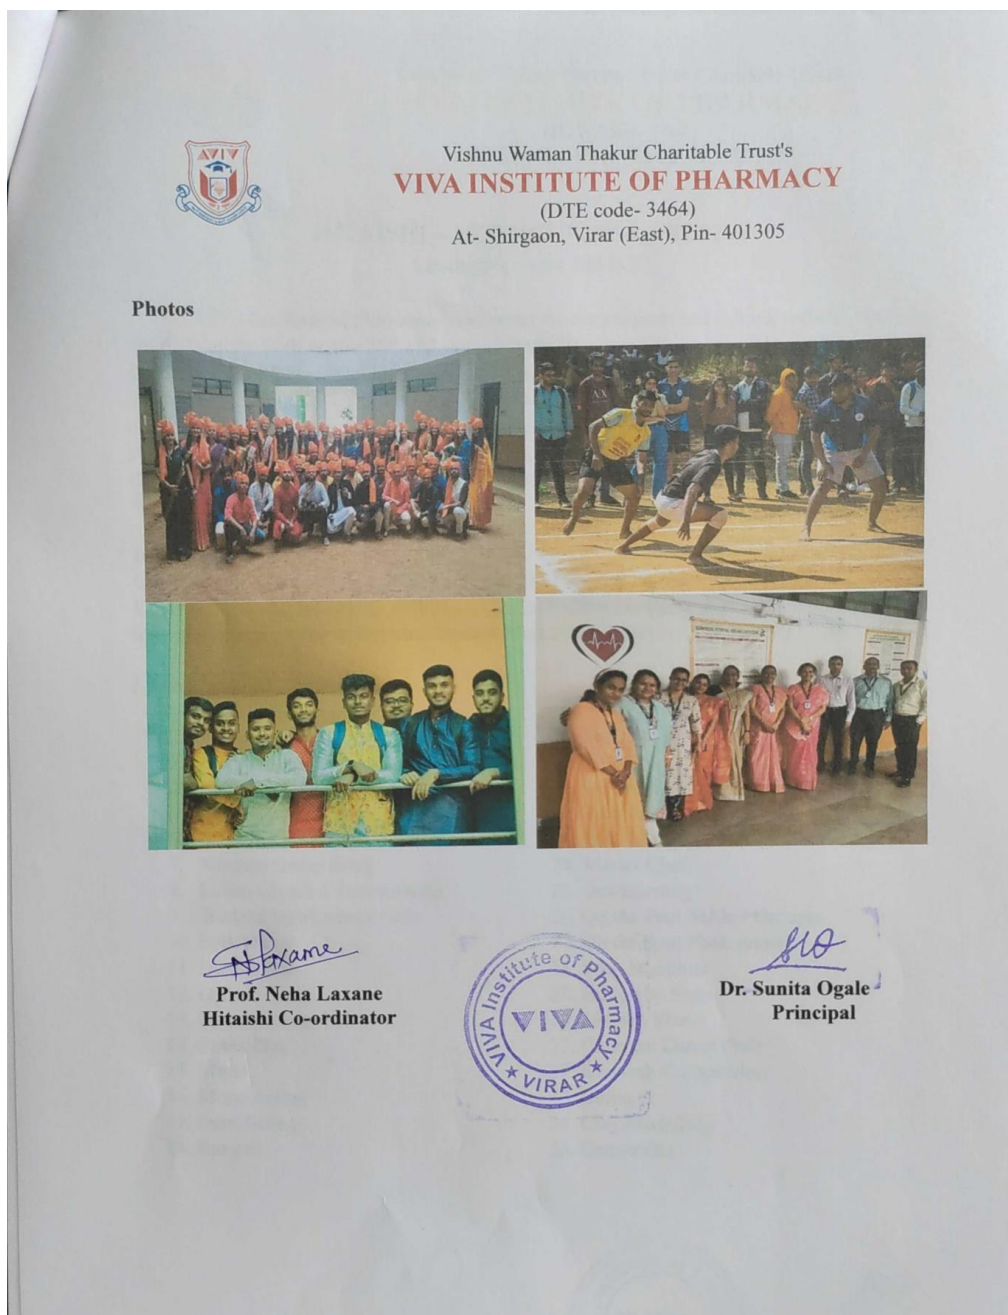 Vishnu Waman Thakur Charitable Trust's
VIVA INSTITUTE OF PHARMACY
(DTE code- 3464)
At- Shirgaon, Virar (East), Pin- 401305
VIVA
Photos
Prof. Neha Laxane
Hitaishi Co-ordinator
VIVA Institute of Pharmacy
VIVA
★ VIRAR ★
Dr. Sunita Ogale
Principal